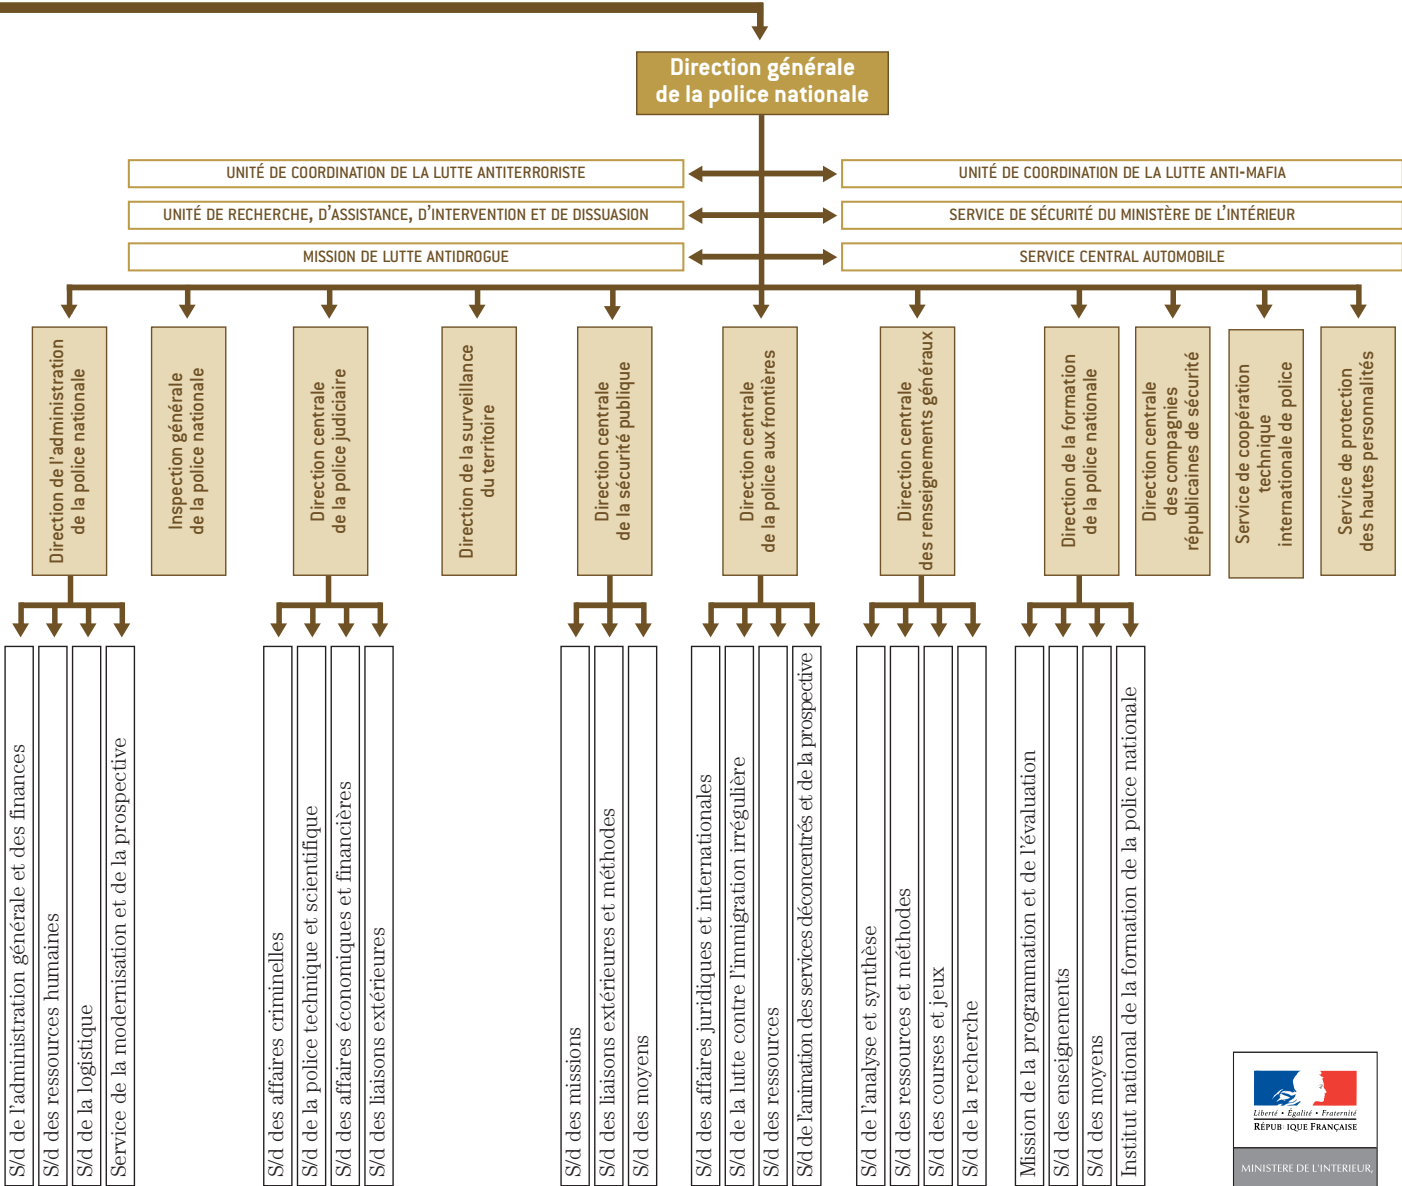 Direction générale
de la police nationale
UNITÉ DE COORDINATION DE LA LUTTE ANTITERRORISTE
UNITÉ DE COORDINATION DE LA LUTTE ANTI-MAFIA
UNITÉ DE RECHERCHE, D'ASSISTANCE, D'INTERVENTION ET DE DISSUASION
SERVICE DE SÉCURITÉ DU MINISTÈRE DE L'INTÉRIEUR
MISSION DE LUTTE ANTIDROGUE
SERVICE CENTRAL AUTOMOBILE
Direction de l'administration
de la police nationale
Inspection générale
de la police nationale
Direction centrale
de la police judiciaire
Direction de la surveillance
du territoire
Direction centrale
de la sécurité publique
Direction centrale
de la police aux frontières
Direction centrale
des renseignements généraux
Direction de la formation
de la police nationale
Direction centrale
des compagnies
républicaines de sécurité
Service de coopération
technique
internationale de police
Service de protection
des hautes personnalités
S/d de l'administration générale et des finances
S/d des ressources humaines
S/d de la logistique
Service de la modernisation et de la prospective
S/d des affaires criminelles
S/d de la police technique et scientifique
S/d des affaires économiques et financières
S/d des liaisons extérieures
S/d des missions
S/d des liaisons extérieures et méthodes
S/d des moyens
S/d des affaires juridiques et internationales
S/d de la lutte contre l'immigration irrégulière
S/d des ressources
S/d de l'animation des services déconcentrés et de la prospective
S/d de l'analyse et synthèse
S/d des ressources et méthodes
S/d des courses et jeux
S/d de la recherche
Mission de la programmation et de l'évaluation
S/d des enseignements
S/d des moyens
Institut national de la formation de la police nationale
Liberté • Égalité • Fraternité
RÉPUB IQUE FRANÇAISE
MINISTERE DE L'INTERIEUR,